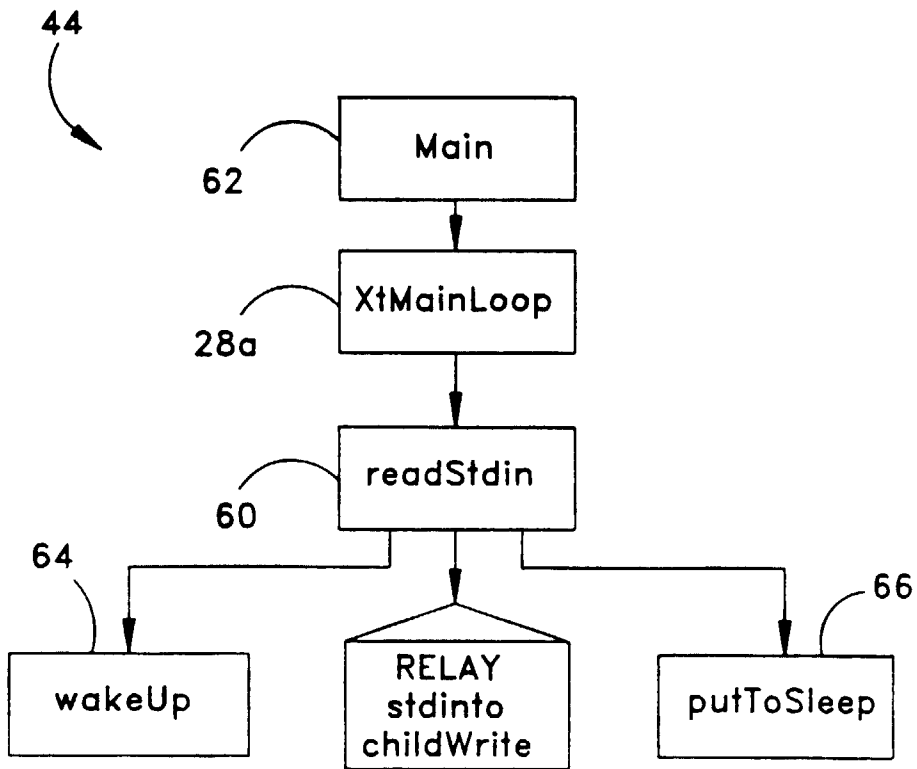 44
Main
62
XtMainLoop
28a
readStdin
60
64
66
wakeUp
RELAY
stdinto
childWrite
putToSleep